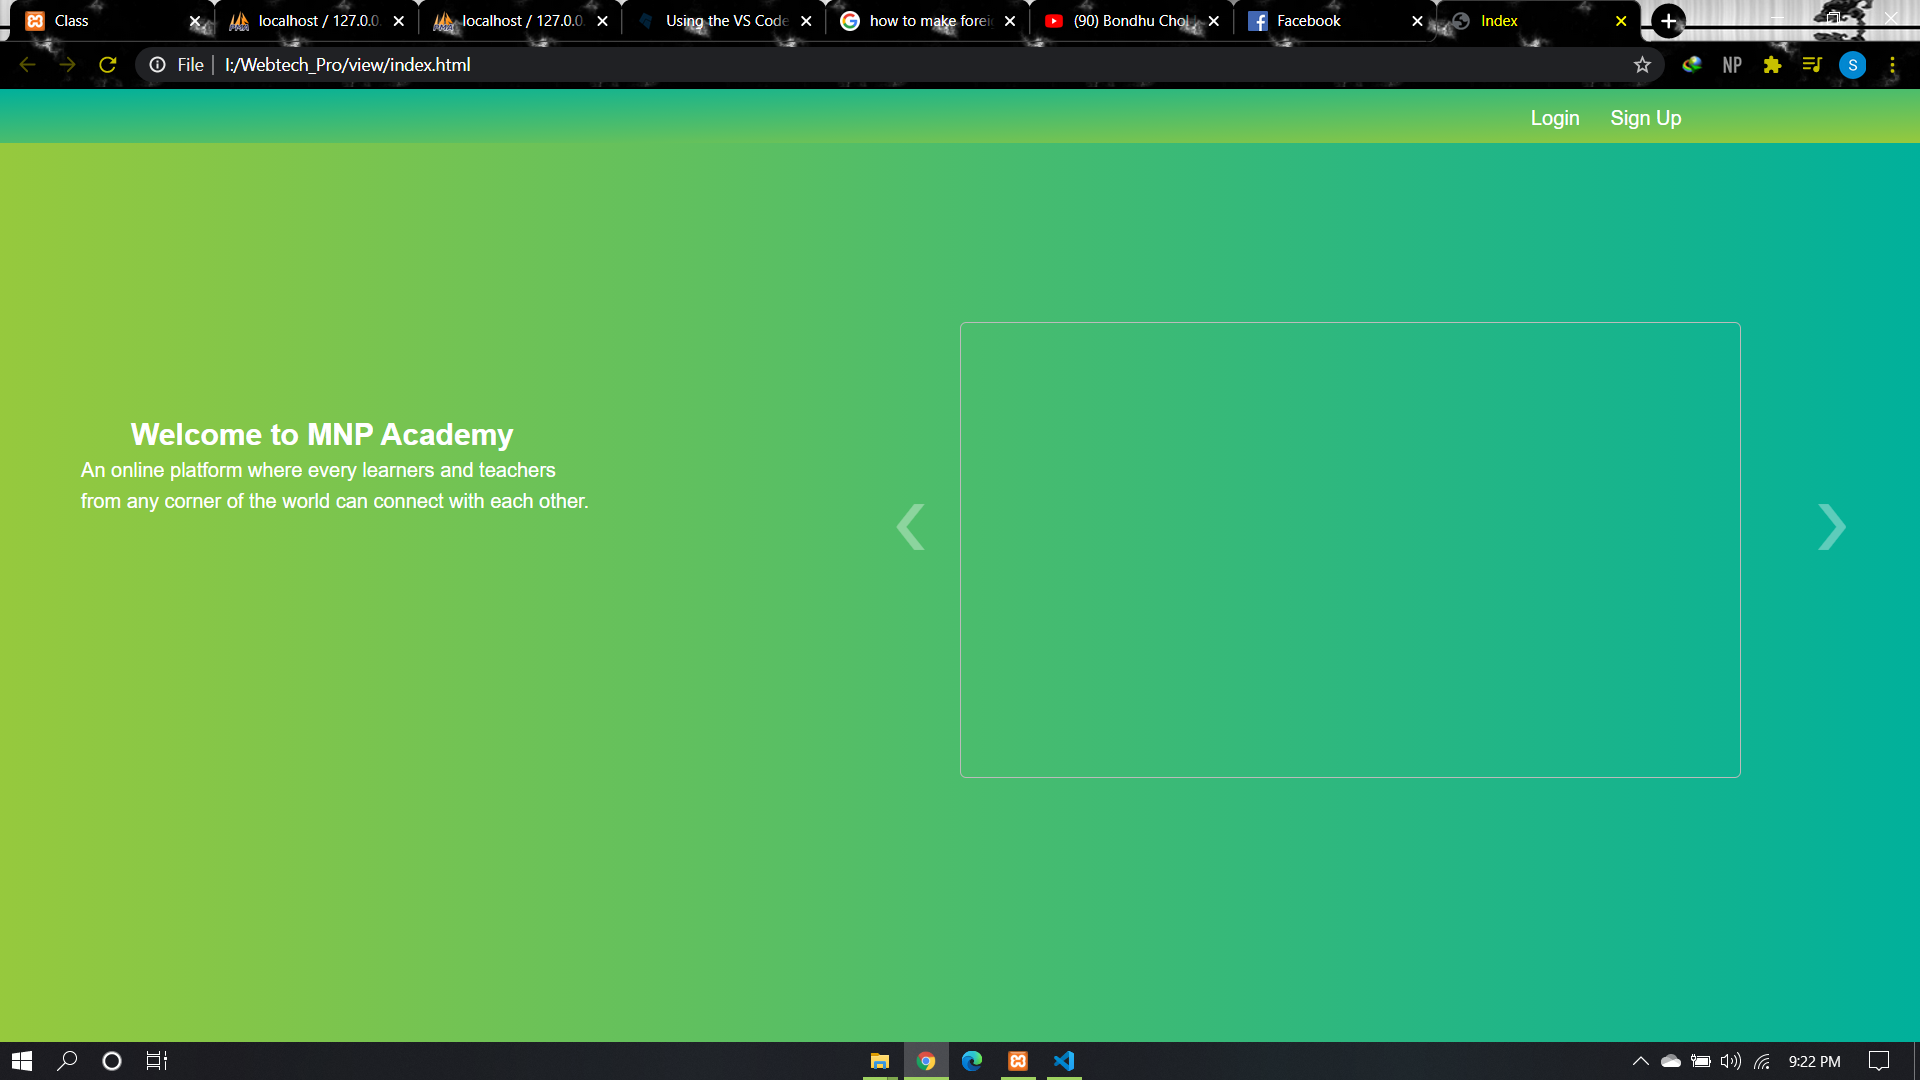 Class
localhost / 127.0.0.
localhost / 127.0.0.
Using the VS Code
how to make forei
(90) Bondhu Chol
Facebook
Index
File
I:/Webtech_Pro/view/index.html
NP
S
Login
Sign Up
Welcome to MNP Academy
An online platform where every learners and teachers
from any corner of the world can connect with each other.
9:22 PM